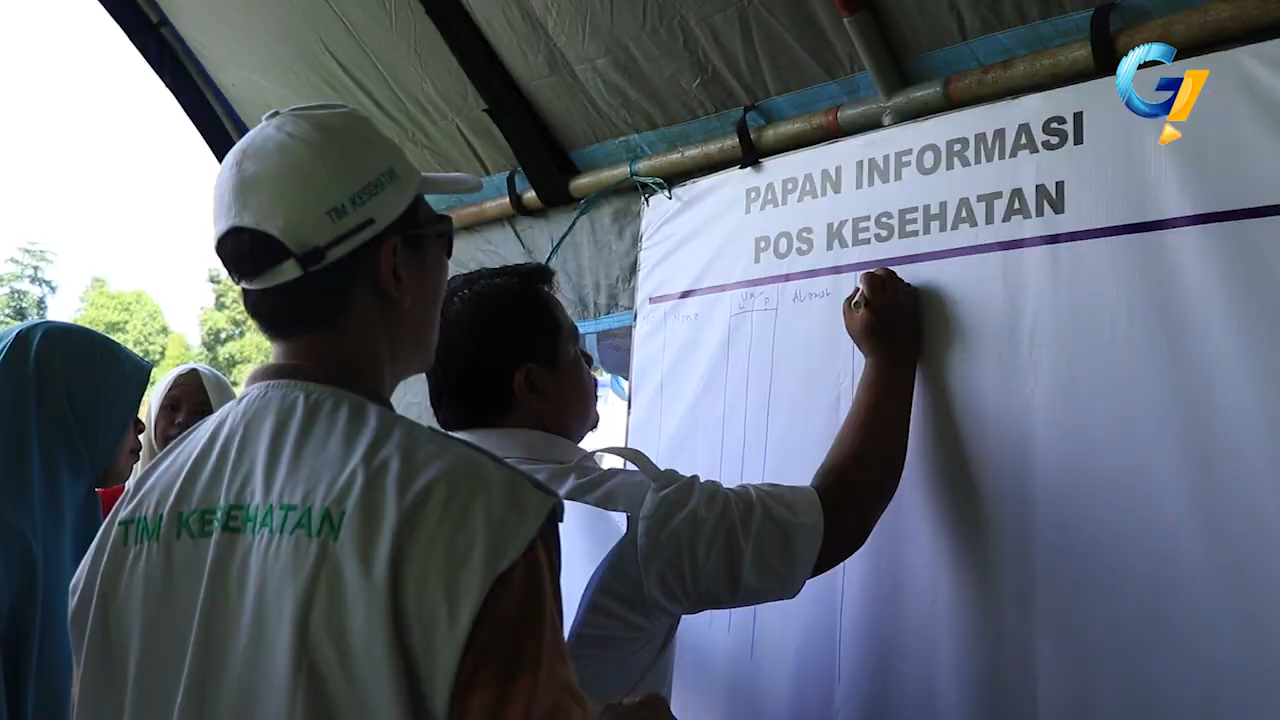 TIM KESEHATAN
PAPAN INFORMASI
POS KESEHATAN
Nama
L
P
Alamat
TIM KESEHATAN